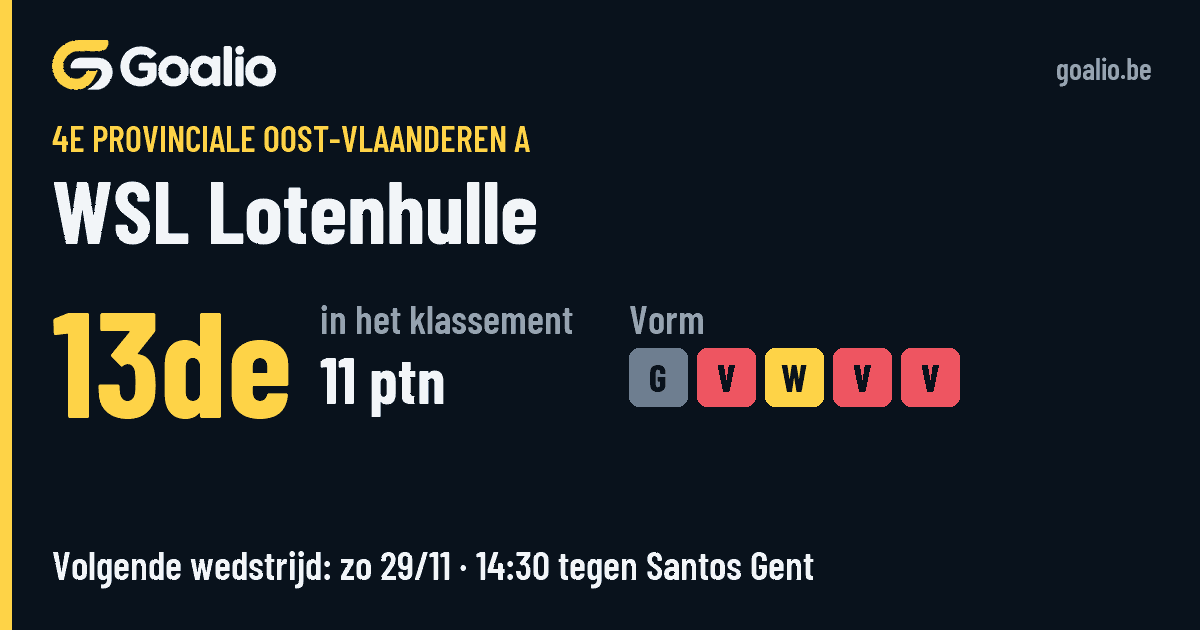 Goalio
goalio.be
4E PROVINCIALE OOST-VLAANDEREN A
WSL Lotenhulle
13de
in het klassement
11 ptn
Vorm
G V W V V
Volgende wedstrijd: zo 29/11 · 14:30 tegen Santos Gent